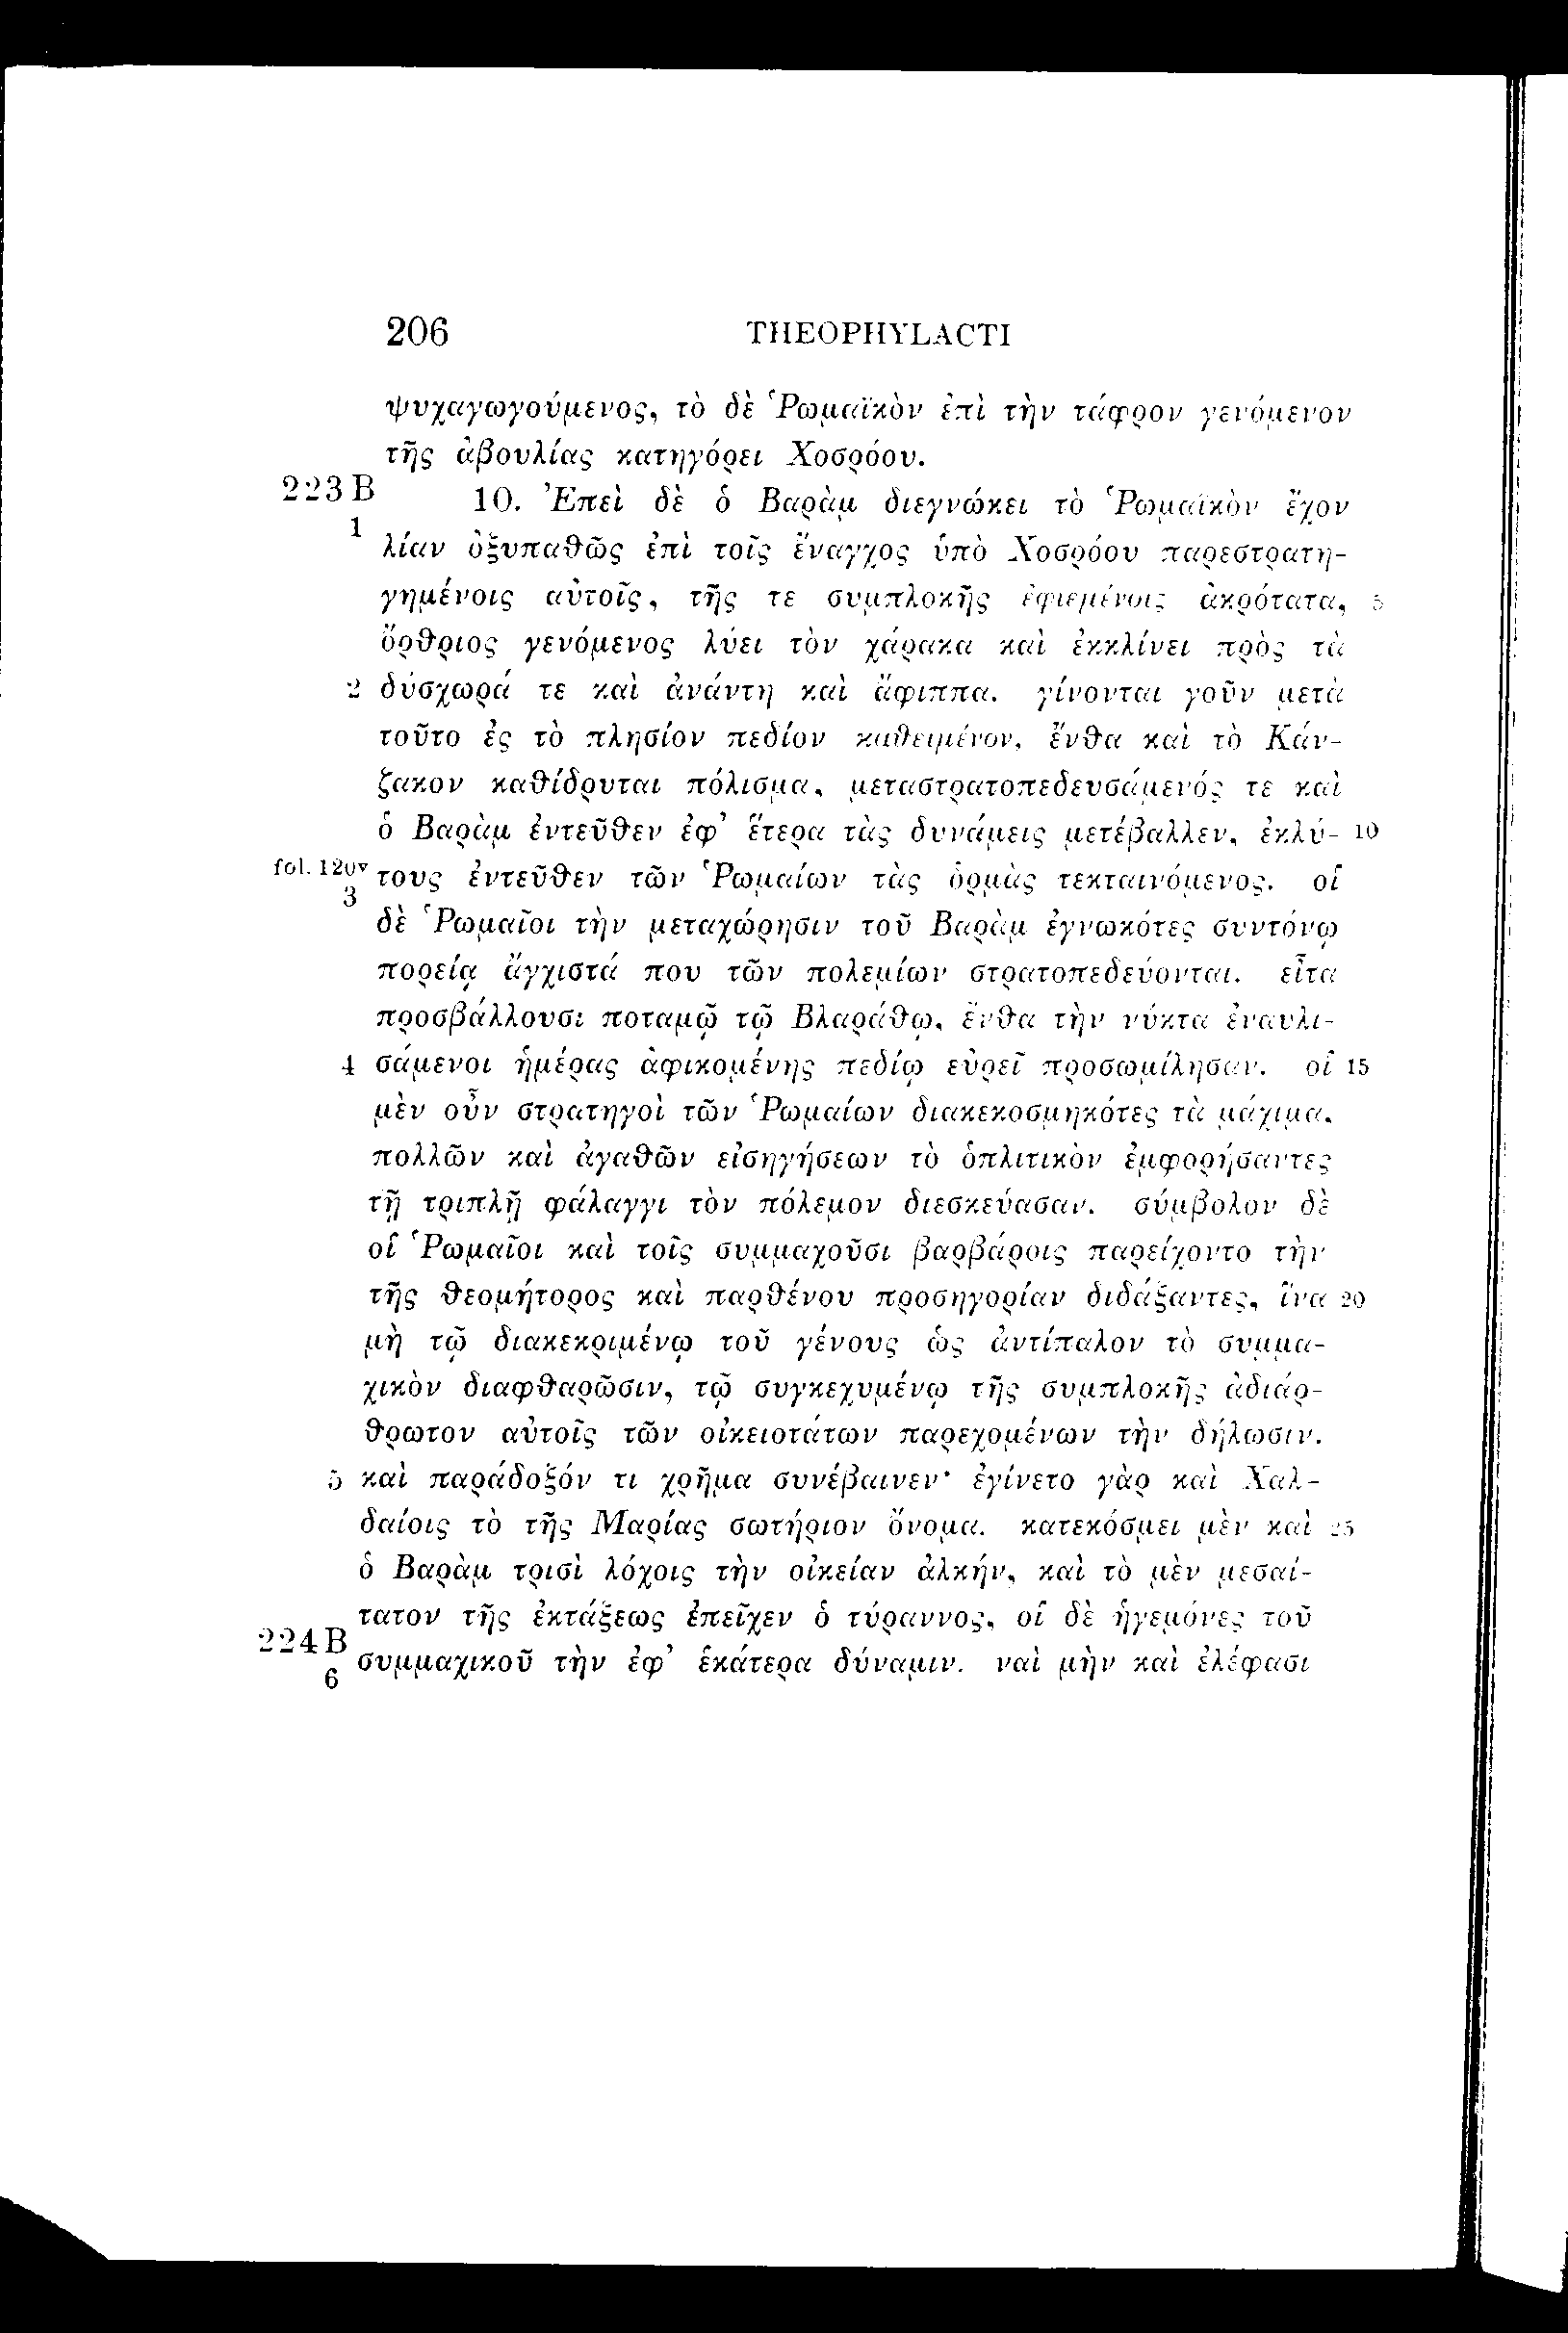 206 THEOPHYLACTI
ψυχαγωγούμενος, τὸ δὲ Ῥωμαϊκὸν ἐπὶ τὴν τάφρον γενόμενον
τῆς ἀβουλίας κατηγόρει Χοσρόου.
223 B 10. Ἐπεὶ δὲ ὁ Βαρὰμ διεγνώκει τὸ Ῥωμαϊκὸν ἔχον
1 λίαν ὀξυπαθῶς ἐπὶ τοῖς ἔναγχος ὑπὸ Χοσρόου παρεστρατη-
γημένοις αὐτοῖς, τῆς τε συμπλοκῆς ἐφιεμένοις ἀκρότατα, 5
ὄρθριος γενόμενος λύει τὸν χάρακα καὶ ἐκκλίνει πρὸς τὰ
2 δύσχωρά τε καὶ ἀνάντη καὶ ἄφιππα. γίνονται γοῦν μετὰ
τοῦτο ἐς τὸ πλησίον πεδίον καθειμένον, ἔνθα καὶ τὸ Κάν-
ζακον καθίδρυται πόλισμα, μεταστρατοπεδευσάμενός τε καὶ
ὁ Βαρὰμ ἐντεῦθεν ἐφ’ ἕτερα τὰς δυνάμεις μετέβαλλεν, ἐκλύ- 10
fol. 120v τους ἐντεῦθεν τῶν Ῥωμαίων τὰς ὁρμὰς τεκταινόμενος. οἱ
3 δὲ Ῥωμαῖοι τὴν μεταχώρησιν τοῦ Βαρὰμ ἐγνωκότες συντόνῳ
πορείᾳ ἄγχιστά που τῶν πολεμίων στρατοπεδεύονται. εἶτα
προσβάλλουσι ποταμῷ τῷ Βλαράθῳ, ἔνθα τὴν νύκτα ἐναυλι-
4 σάμενοι ἡμέρας ἀφικομένης πεδίῳ εὐρεῖ προσωμίλησαν. οἱ 15
μὲν οὖν στρατηγοὶ τῶν Ῥωμαίων διακεκοσμηκότες τὰ μάχιμα,
πολλῶν καὶ ἀγαθῶν εἰσηγήσεων τὸ ὁπλιτικὸν ἐμφορήσαντες
τῇ τριπλῇ φάλαγγι τὸν πόλεμον διεσκεύασαν. σύμβολον δὲ
οἱ Ῥωμαῖοι καὶ τοῖς συμμαχοῦσι βαρβάροις παρείχοντο τὴν
τῆς θεομήτορος καὶ παρθένου προσηγορίαν διδάξαντες, ἵνα 20
μὴ τῷ διακεκριμένῳ τοῦ γένους ὡς ἀντίπαλον τὸ συμμα-
χικὸν διαφθαρῶσιν, τῷ συγκεχυμένῳ τῆς συμπλοκῆς ἀδιάρ-
θρωτον αὐτοῖς τῶν οἰκειοτάτων παρεχομένων τὴν δήλωσιν.
5 καὶ παράδοξόν τι χρῆμα συνέβαινεν· ἐγίνετο γὰρ καὶ Χαλ-
δαίοις τὸ τῆς Μαρίας σωτήριον ὄνομα. κατεκόσμει μὲν καὶ 25
ὁ Βαρὰμ τρισὶ λόχοις τὴν οἰκείαν ἀλκήν, καὶ τὸ μὲν μεσαί-
τατον τῆς ἐκτάξεως ἐπεῖχεν ὁ τύραννος, οἱ δὲ ἡγεμόνες τοῦ
224 B
6 συμμαχικοῦ τὴν ἐφ’ ἑκάτερα δύναμιν. ναὶ μὴν καὶ ἐλέφασι